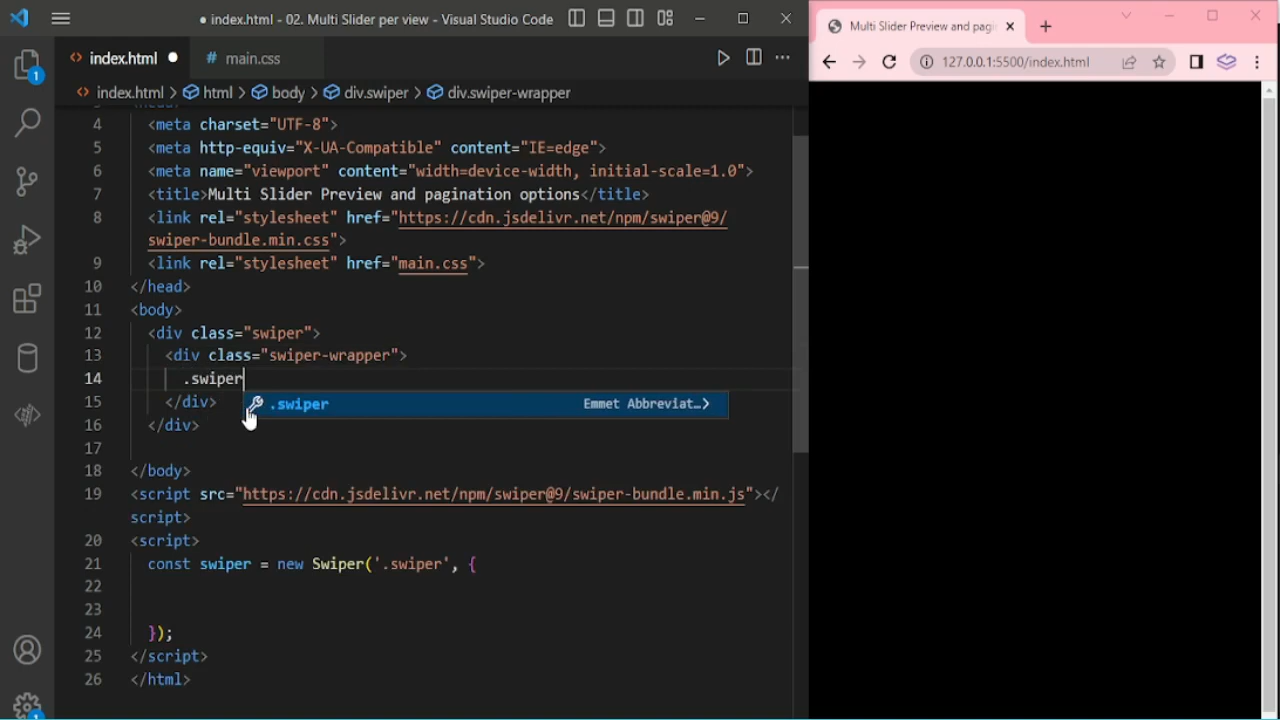 ● index.html - 02. Multi Slider per view - Visual Studio Code
Multi Slider Preview and pagi
index.html ●
# main.css
127.0.0.1:5500/index.html
1
index.html > html > body > div.swiper > div.swiper-wrapper
4 <meta charset="UTF-8">
5 <meta http-equiv="X-UA-Compatible" content="IE=edge">
6 <meta name="viewport" content="width=device-width, initial-scale=1.0">
7 <title>Multi Slider Preview and pagination options</title>
8 <link rel="stylesheet" href="https://cdn.jsdelivr.net/npm/swiper@9/
swiper-bundle.min.css">
9 <link rel="stylesheet" href="main.css">
10 </head>
11 <body>
12 <div class="swiper">
13 <div class="swiper-wrapper">
14 .swiper
15 </div>
.swiper Emmet Abbreviat…>
16 </div>
17
18 </body>
19 <script src="https://cdn.jsdelivr.net/npm/swiper@9/swiper-bundle.min.js"></
script>
20 <script>
21 const swiper = new Swiper('.swiper', {
22
23
24 });
25 </script>
26 </html>
1